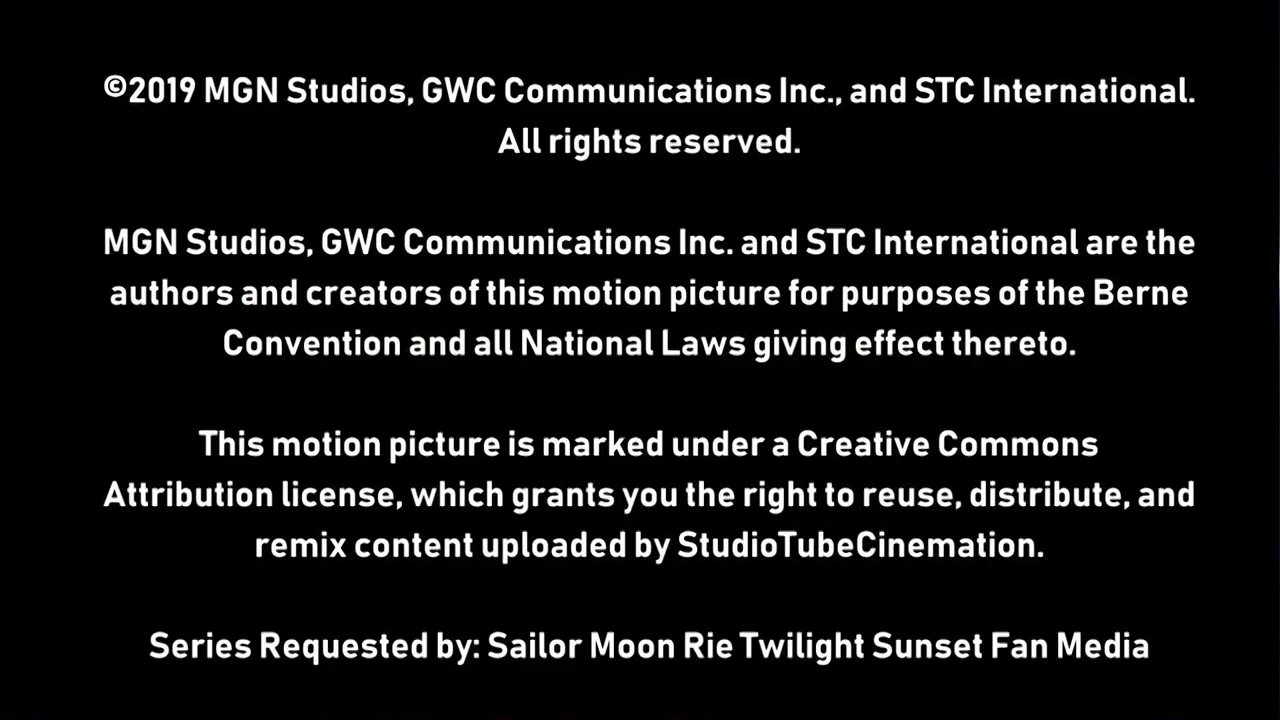 ©2019 MGN Studios, GWC Communications Inc., and STC International.
All rights reserved.
MGN Studios, GWC Communications Inc. and STC International are the
authors and creators of this motion picture for purposes of the Berne
Convention and all National Laws giving effect thereto.
This motion picture is marked under a Creative Commons
Attribution license, which grants you the right to reuse, distribute, and
remix content uploaded by StudioTubeCinemation.
Series Requested by: Sailor Moon Rie Twilight Sunset Fan Media